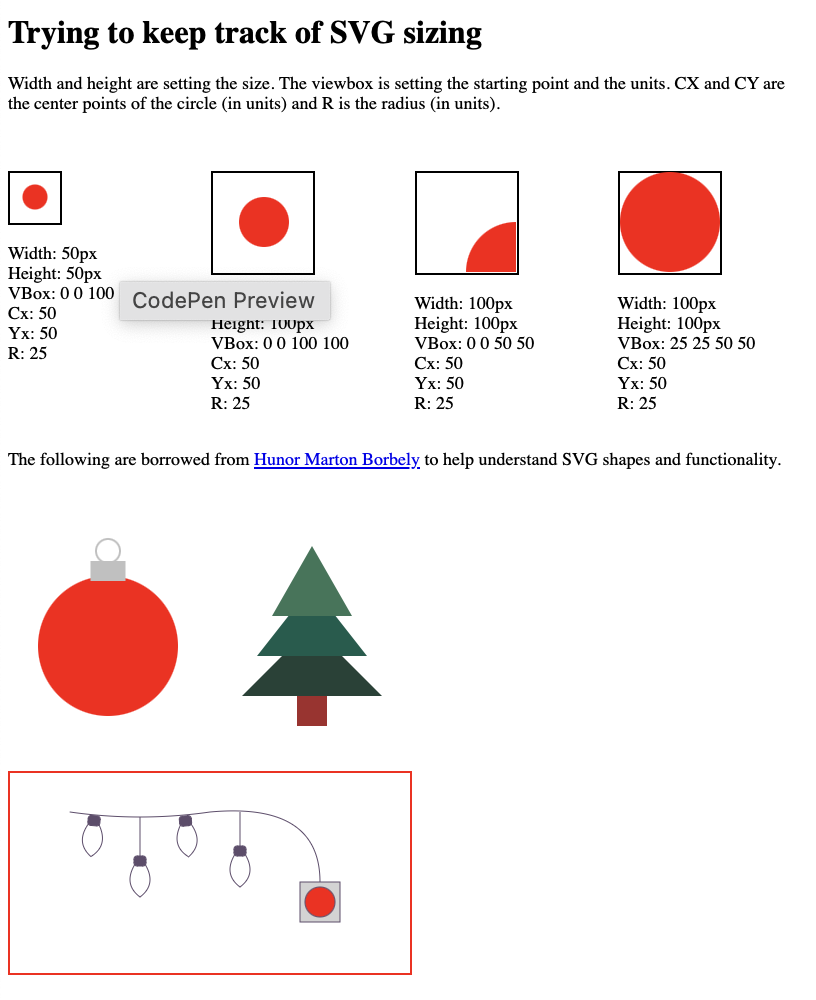 Trying to keep track of SVG sizing
Width and height are setting the size. The viewbox is setting the starting point and the units. CX and CY are
the center points of the circle (in units) and R is the radius (in units).
Width: 50px
Height: 50px
VBox: 0 0 100
Cx: 50
Yx: 50
R: 25
CodePen Preview
Height: 100px
VBox: 0 0 100 100
Cx: 50
Yx: 50
R: 25
Width: 100px
Height: 100px
VBox: 0 0 50 50
Cx: 50
Yx: 50
R: 25
Width: 100px
Height: 100px
VBox: 25 25 50 50
Cx: 50
Yx: 50
R: 25
The following are borrowed from Hunor Marton Borbely to help understand SVG shapes and functionality.